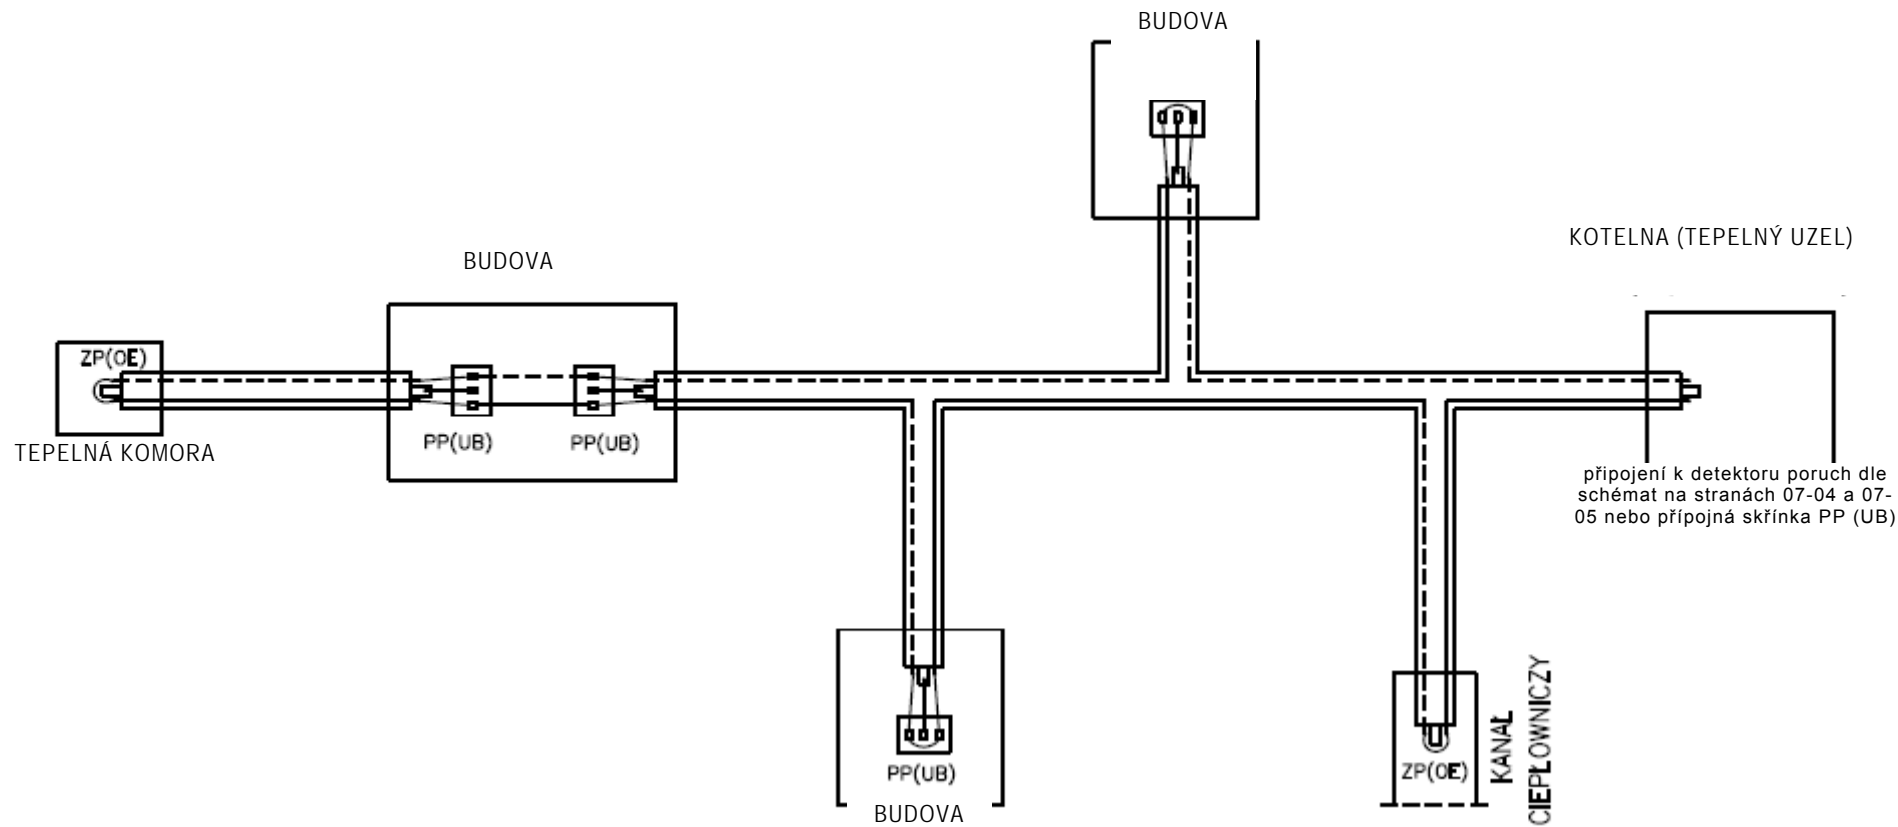 BUDOVA
KOTELNA (TEPELNÝ UZEL)
BUDOVA
ZP(OE)
TEPELNÁ KOMORA
PP(UB)
PP(UB)
připojení k detektoru poruch dle
schémat na stranách 07-04 a 07-
05 nebo přípojná skřínka PP (UB)
PP(UB)
BUDOVA
ZP(OE)
KANAŁ
CIEPŁOWNICZY